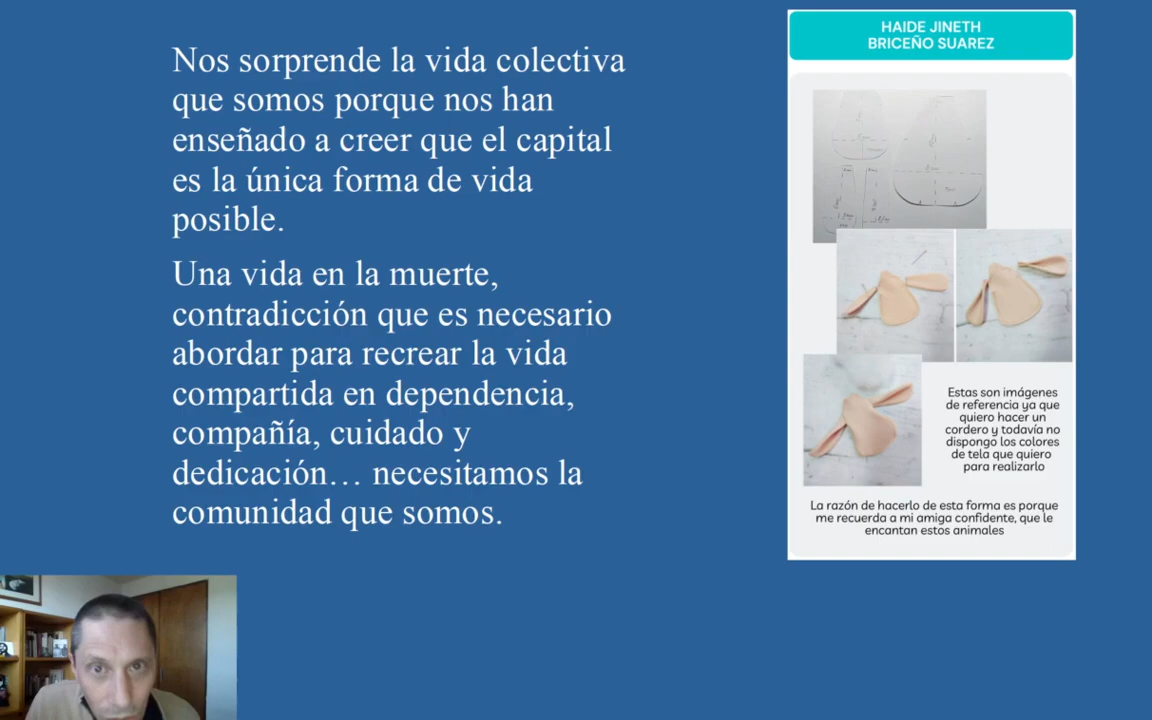 Nos sorprende la vida colectiva
que somos porque nos han
enseñado a creer que el capital
es la única forma de vida
posible.
Una vida en la muerte,
contradicción que es necesario
abordar para recrear la vida
compartida en dependencia,
compañía, cuidado y
dedicación… necesitamos la
comunidad que somos.
HAIDE JINETH
BRICEÑO SUAREZ
Estas son imágenes
de referencia ya que
quiero hacer un
cordero y todavía no
dispongo los colores
de tela que quiero
para realizarlo
La razón de hacerlo de esta forma es porque
me recuerda a mi amiga confidente, que le
encantan estos animales